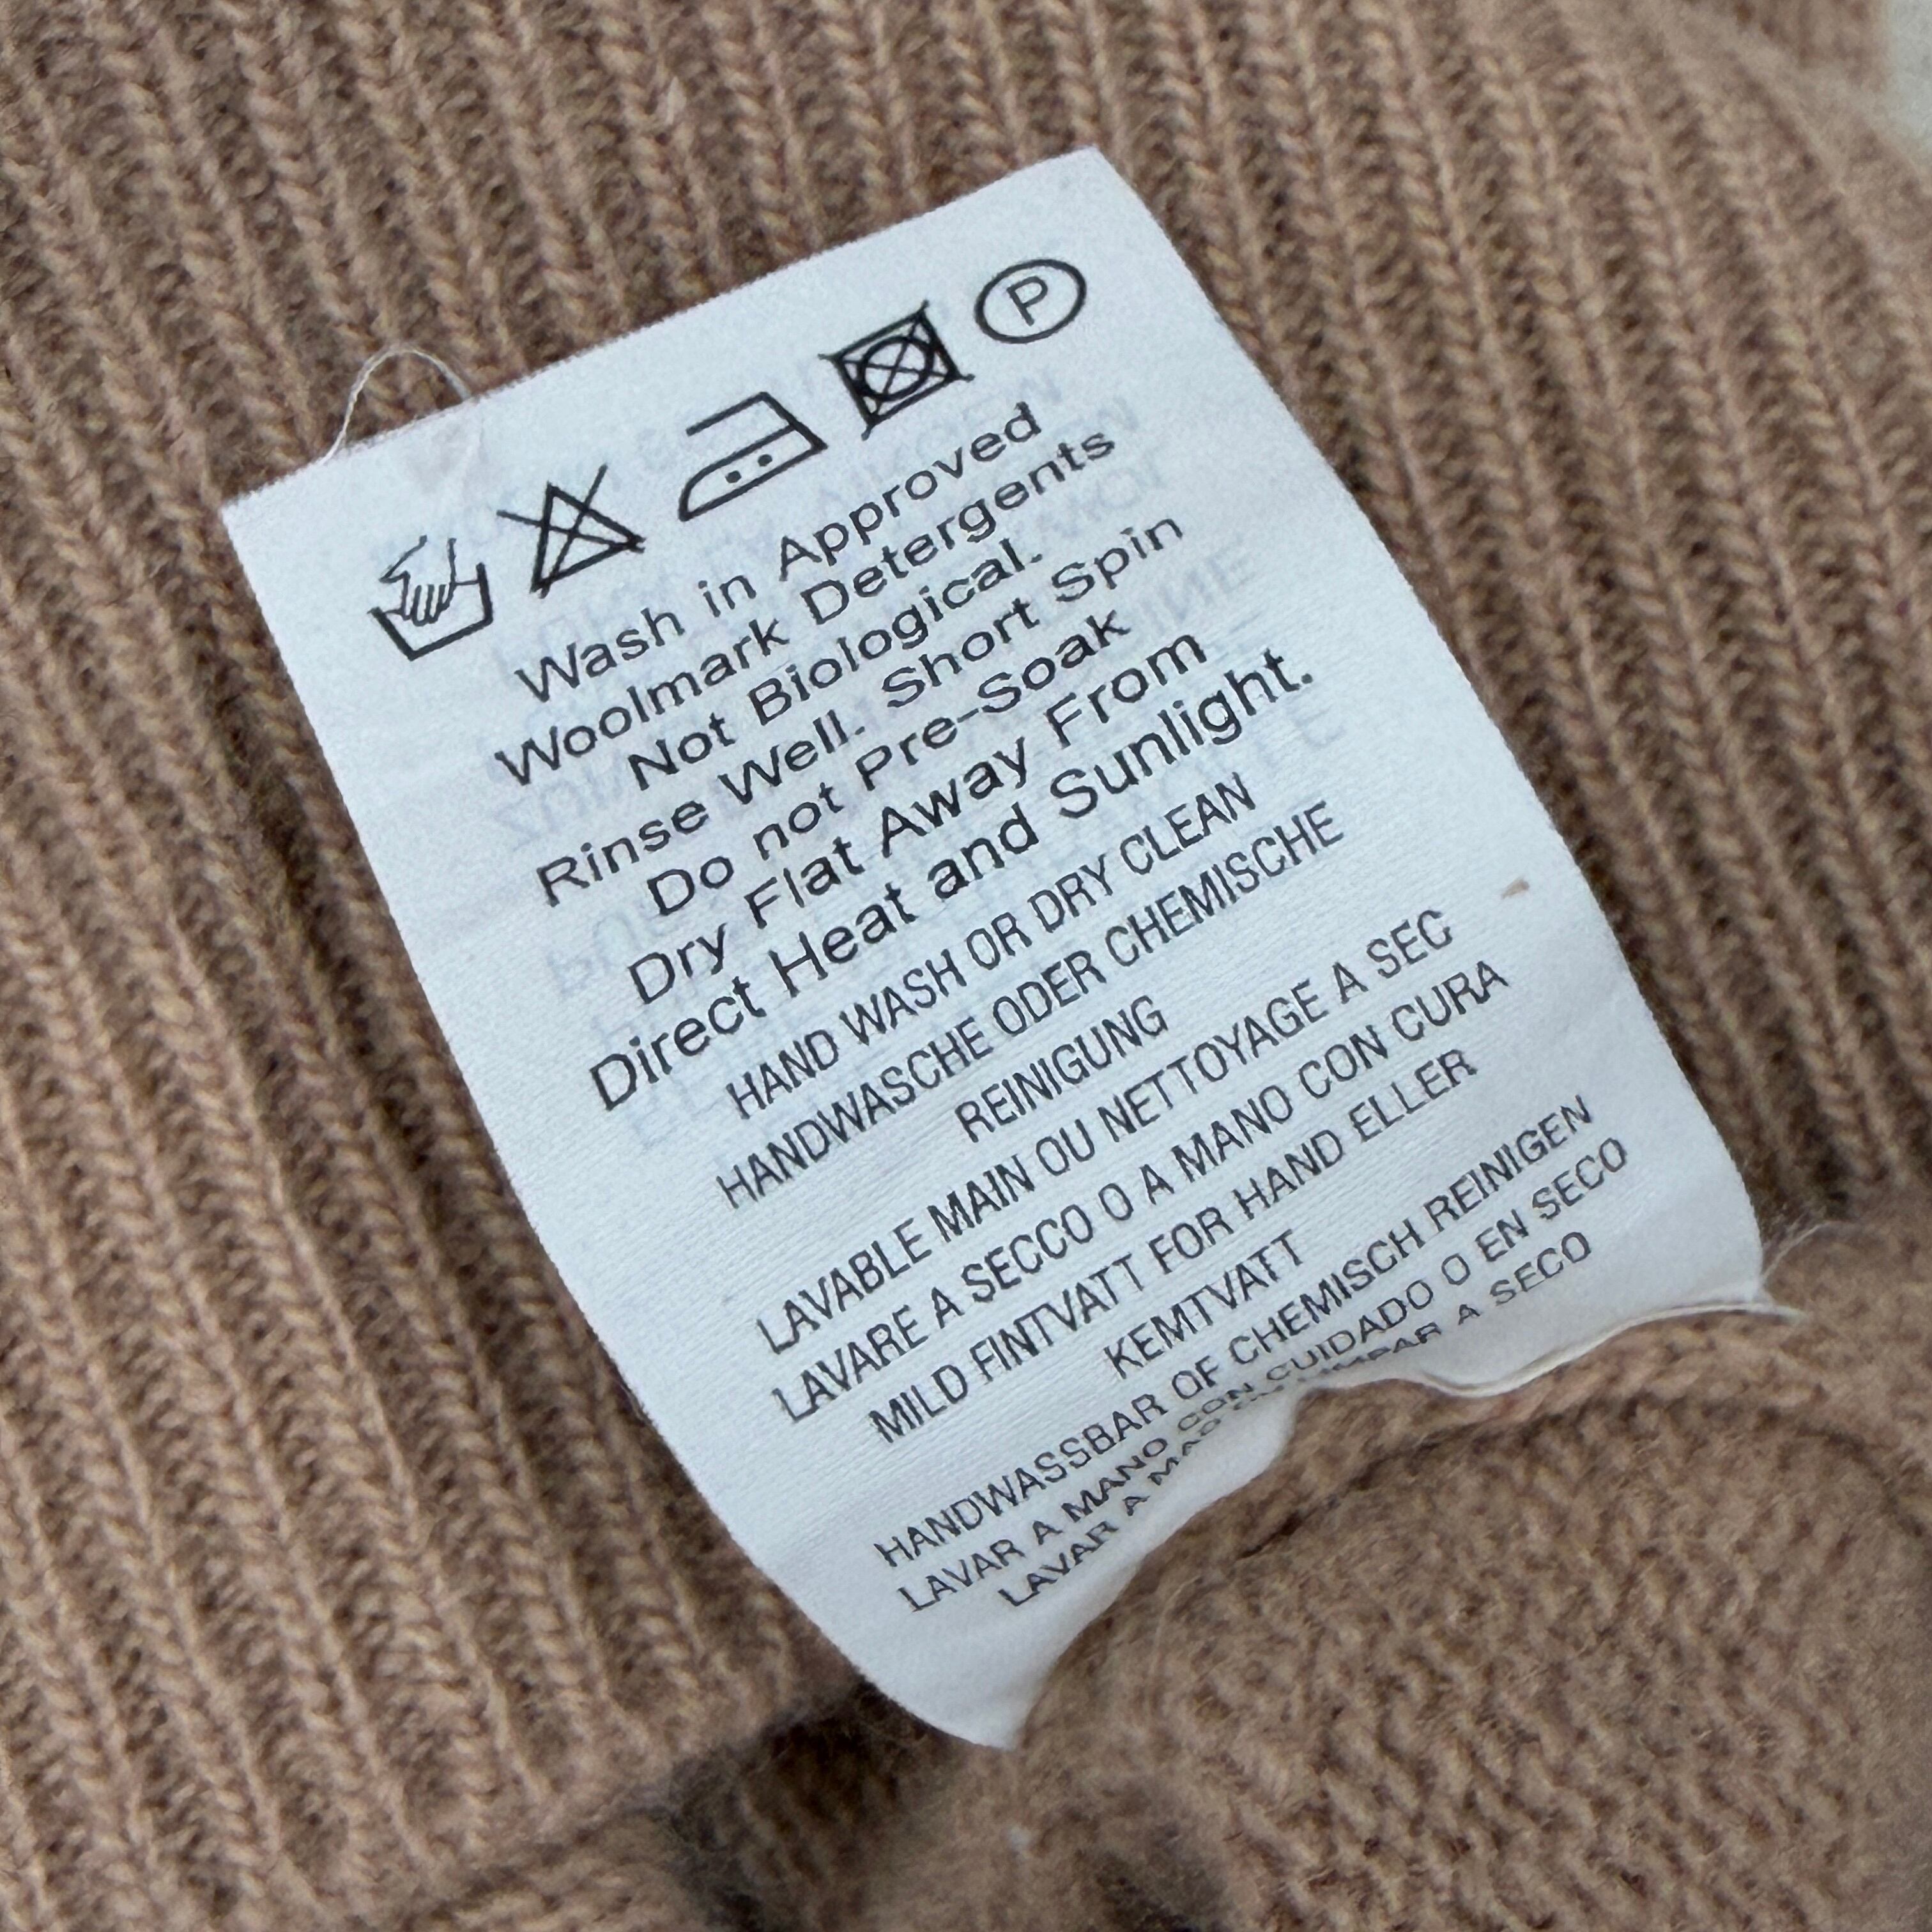 P
Wash in Approved
Woolmark Detergents
Not Biological.
Rinse Well. Short Spin
Do not Pre-Soak
Dry Flat Away From
Direct Heat and Sunlight.
HAND WASH OR DRY CLEAN
HANDWASCHE ODER CHEMISCHE
REINIGUNG
LAVABLE MAIN OU NETTOYAGE A SEC
LAVARE A SECCO O A MANO CON CURA
MILD FINTVATT FOR HAND ELLER
KEMTVATT
HANDWASSBAR OF CHEMISCH REINIGEN
LAVAR A MANO CON CUIDADO O EN SECO
LAVAR A A SECO